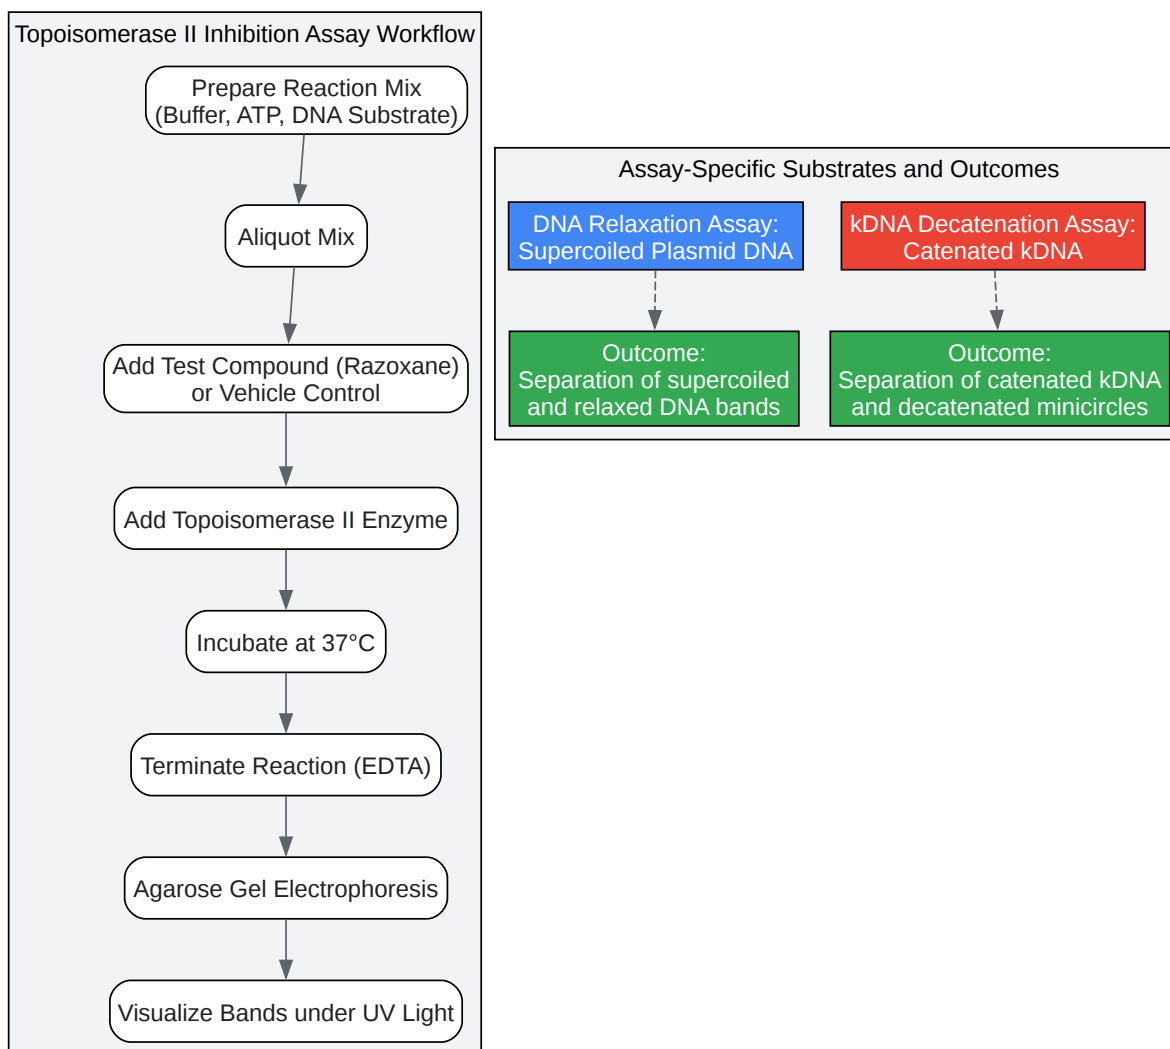 Topoisomerase II Inhibition Assay Workflow
Prepare Reaction Mix
(Buffer, ATP, DNA Substrate)
Aliquot Mix
Add Test Compound (Razoxane)
or Vehicle Control
Add Topoisomerase II Enzyme
Incubate at 37°C
Terminate Reaction (EDTA)
Agarose Gel Electrophoresis
Visualize Bands under UV Light
Assay-Specific Substrates and Outcomes
DNA Relaxation Assay:
Supercoiled Plasmid DNA
kDNA Decatenation Assay:
Catenated kDNA
Outcome:
Separation of supercoiled
and relaxed DNA bands
Outcome:
Separation of catenated kDNA
and decatenated minicircles